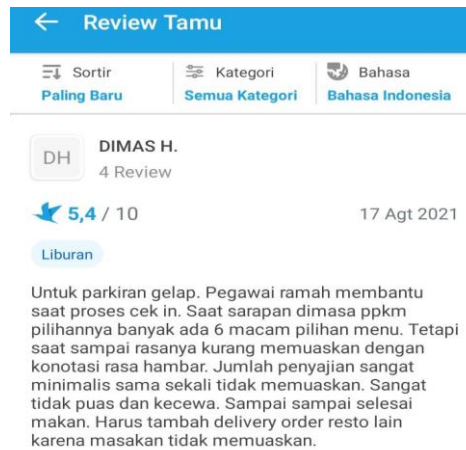 Review Tamu
Sortir
Paling Baru
Kategori
Semua Kategori
Bahasa
Bahasa Indonesia
DH
DIMAS H.
4 Review
5,4 / 10
17 Agt 2021
Liburan
Untuk parkiran gelap. Pegawai ramah membantu
saat proses cek in. Saat sarapan dimasa ppkm
pilihannya banyak ada 6 macam pilihan menu. Tetapi
saat sampai rasanya kurang memuaskan dengan
konotasi rasa hambar. Jumlah penyajian sangat
minimalis sama sekali tidak memuaskan. Sangat
tidak puas dan kecewa. Sampai sampai selesai
makan. Harus tambah delivery order resto lain
karena masakan tidak memuaskan.